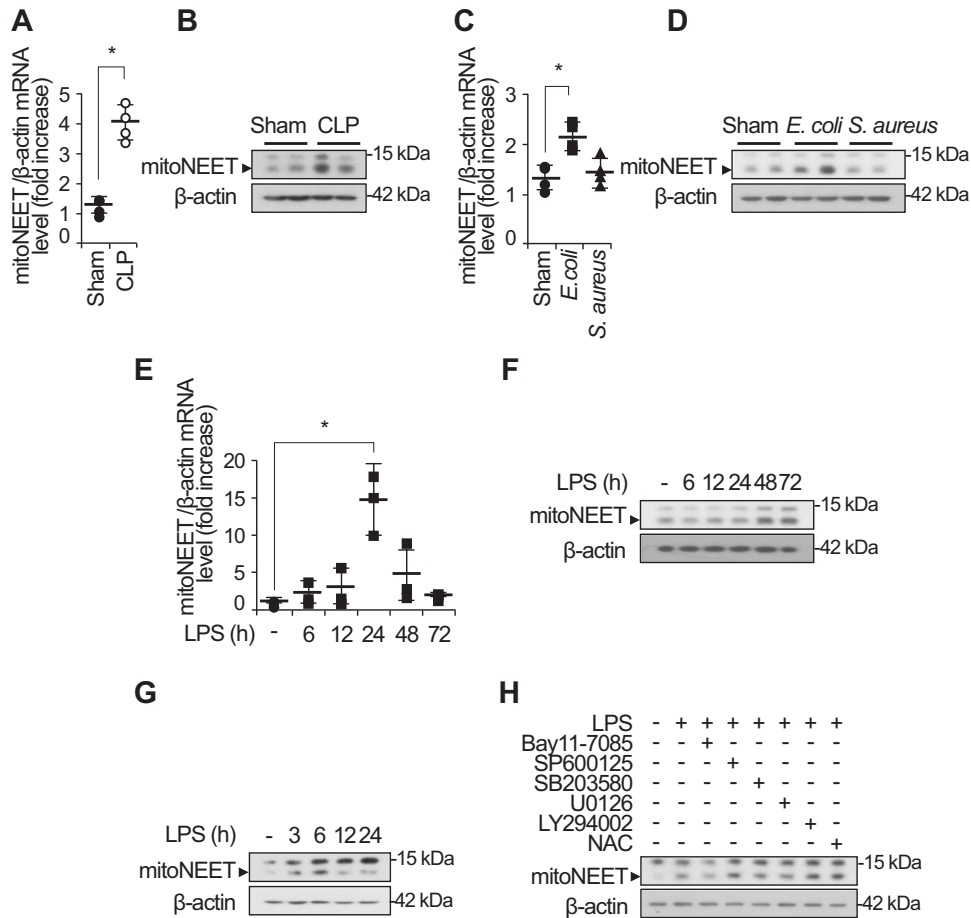 A
mitoNEET/β-actin mRNA
level (fold increase)
*
5
4
3
2
1
0
Sham
CLP
B
Sham CLP
mitoNEET
15 kDa
β-actin
42 kDa
C
mitoNEET/β-actin mRNA
level (fold increase)
*
3
2
1
0
Sham
E.coli
S. aureus
D
Sham E. coli S. aureus
mitoNEET
15 kDa
β-actin
42 kDa
E
mitoNEET/β-actin mRNA
level (fold increase)
*
20
15
10
5
0
LPS (h) - 6 12 24 48 72
F
LPS (h) - 6 12 24 48 72
mitoNEET
15 kDa
β-actin
42 kDa
G
LPS (h) - 3 6 12 24
mitoNEET
15 kDa
β-actin
42 kDa
H
LPS - + + + + + + +
Bay11-7085 - - + - - - - -
SP600125 - - - + - - - -
SB203580 - - - - + - - -
U0126 - - - - - + - -
LY294002 - - - - - - + -
NAC - - - - - - - +
mitoNEET
15 kDa
β-actin
42 kDa